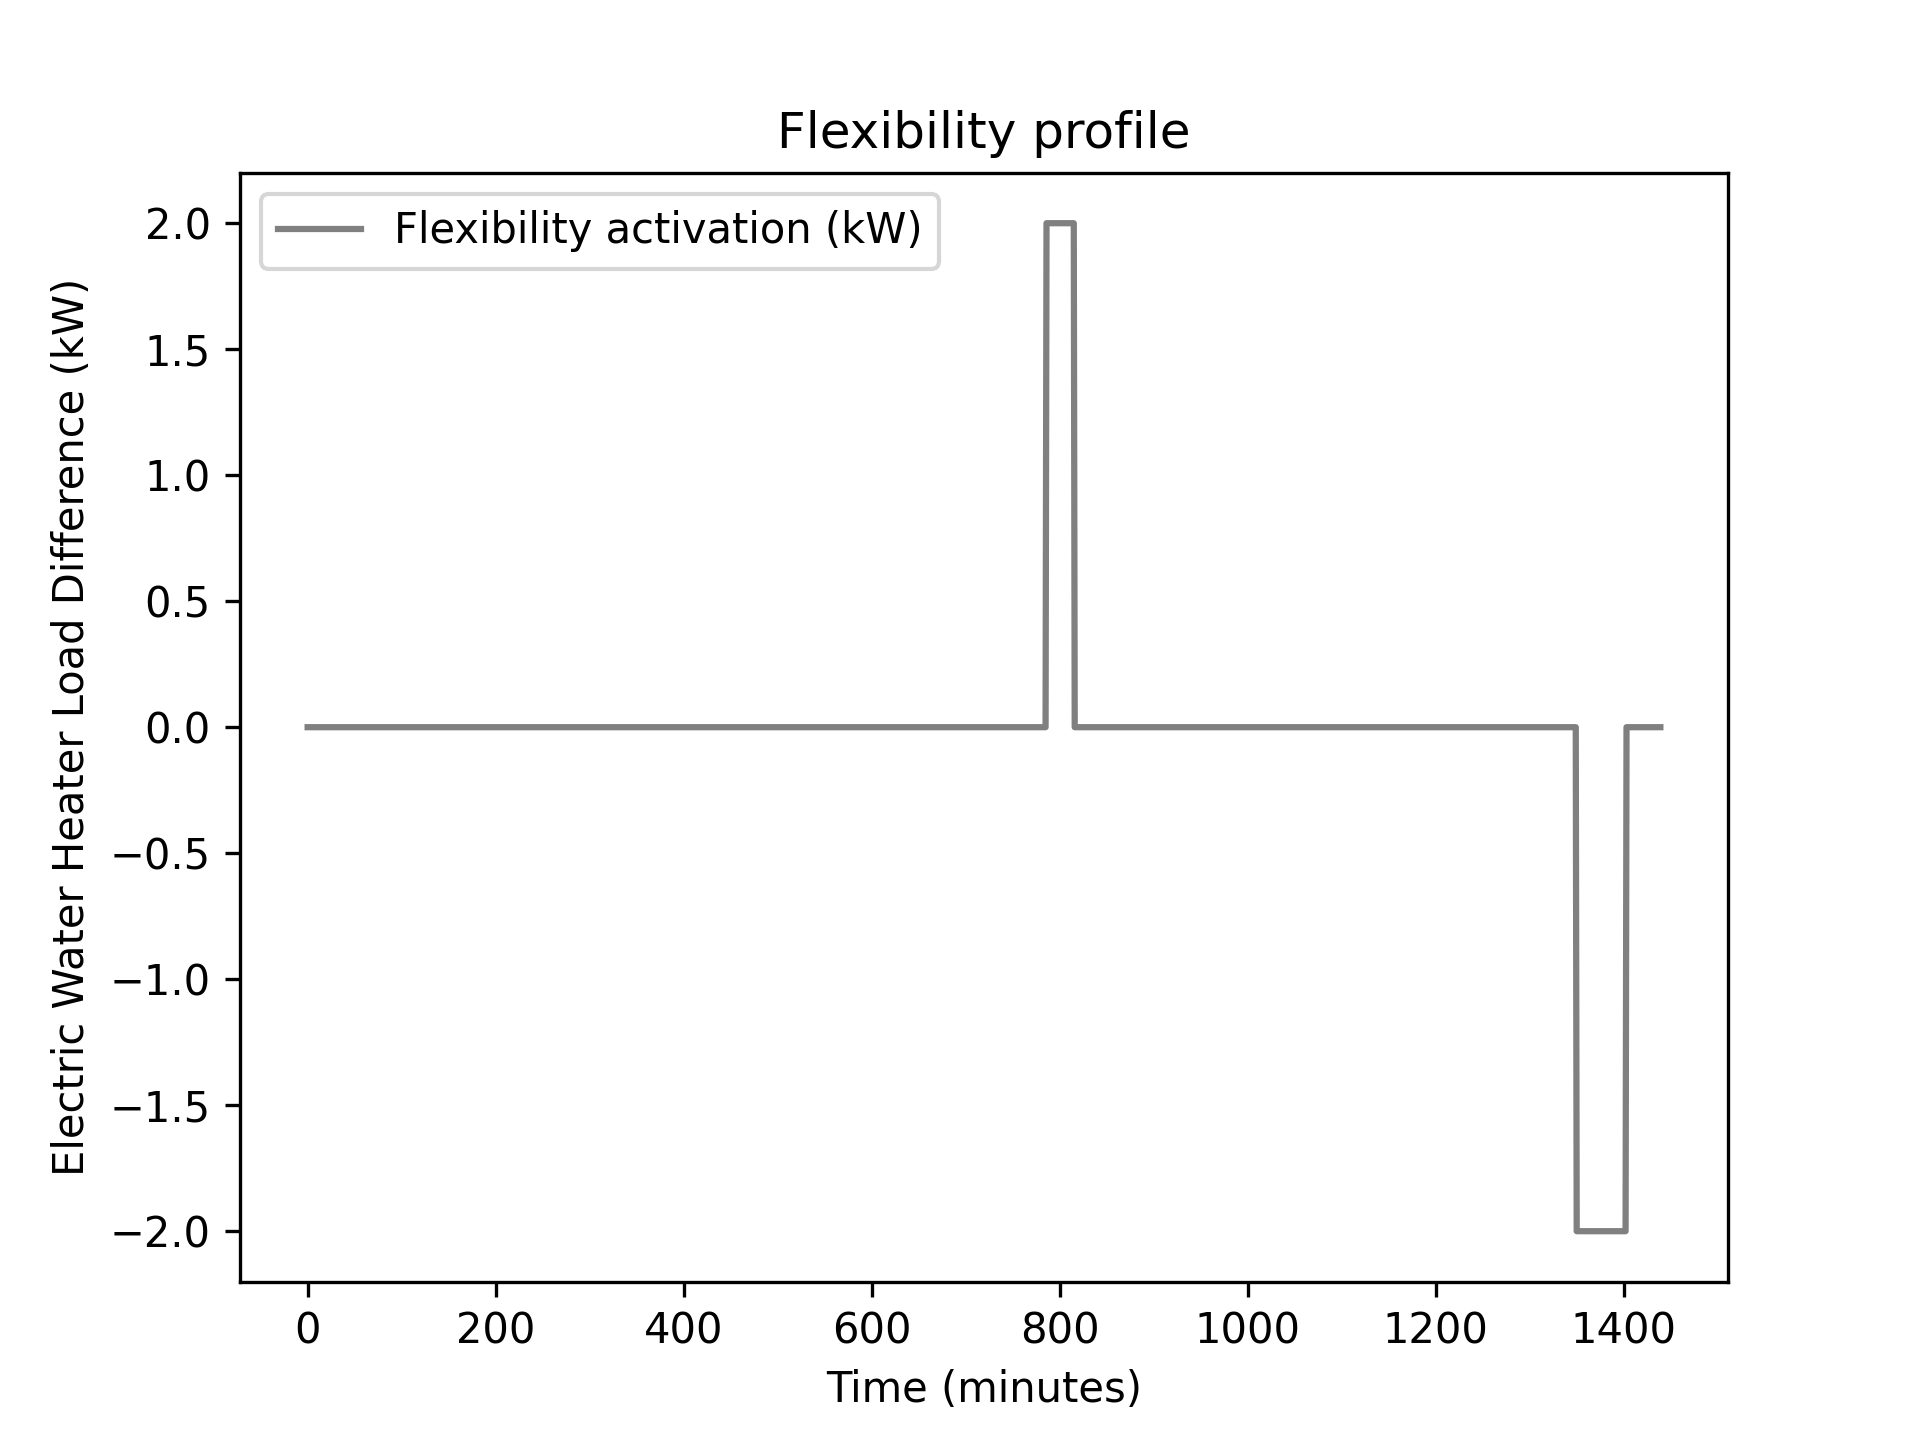 Flexibility profile
Flexibility activation (kW)
Electric Water Heater Load Difference (kW)
2.0
1.5
1.0
0.5
0.0
−0.5
−1.0
−1.5
−2.0
0 200 400 600 800 1000 1200 1400
Time (minutes)